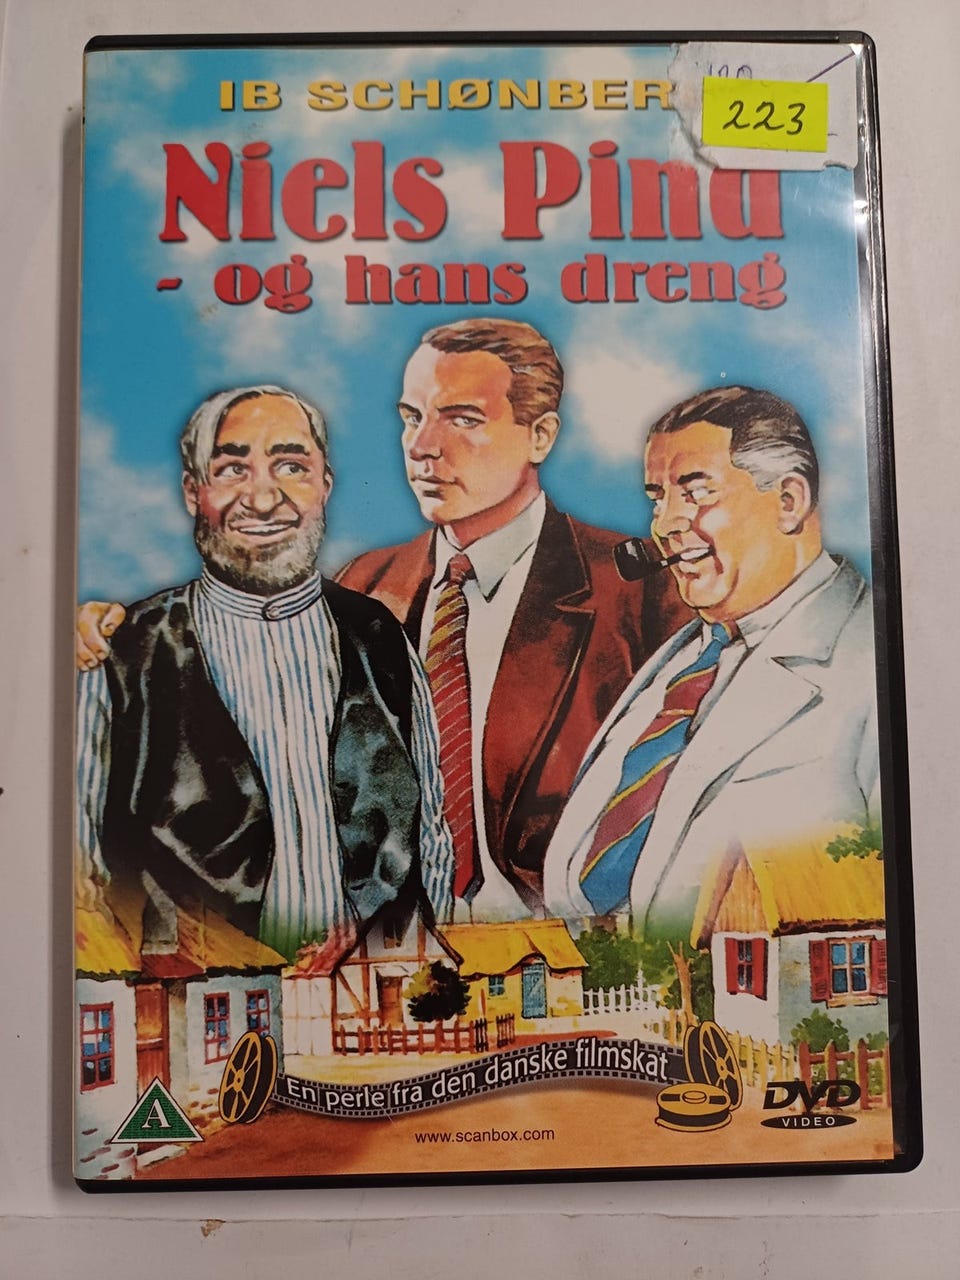 IB SCHØNBER
223
Niels Pind
- og hans dreng
En perle fra den danske filmskat
A
www.scanbox.com
DVD
VIDEO